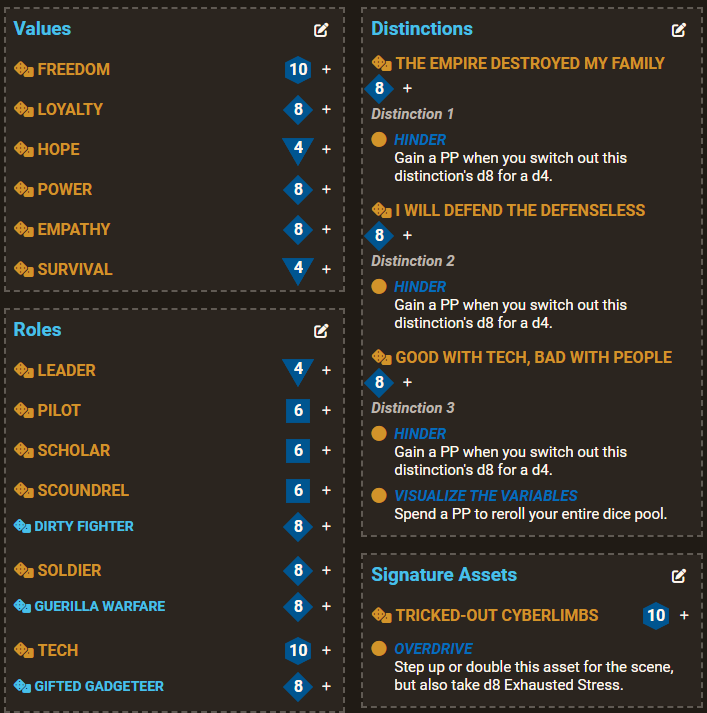 Values
FREEDOM 10 +
LOYALTY 8 +
HOPE 4 +
POWER 8 +
EMPATHY 8 +
SURVIVAL 4 +
Roles
LEADER 4 +
PILOT 6 +
SCHOLAR 6 +
SCOUNDREL 6 +
DIRTY FIGHTER 8 +
SOLDIER 8 +
GUERILLA WARFARE 8 +
TECH 10 +
GIFTED GADGETEER 8 +
Distinctions
THE EMPIRE DESTROYED MY FAMILY
8 +
Distinction 1
HINDER
Gain a PP when you switch out this
distinction's d8 for a d4.
I WILL DEFEND THE DEFENSELESS
8 +
Distinction 2
HINDER
Gain a PP when you switch out this
distinction's d8 for a d4.
GOOD WITH TECH, BAD WITH PEOPLE
8 +
Distinction 3
HINDER
Gain a PP when you switch out this
distinction's d8 for a d4.
VISUALIZE THE VARIABLES
Spend a PP to reroll your entire dice pool.
Signature Assets
TRICKED-OUT CYBERLIMBS 10 +
OVERDRIVE
Step up or double this asset for the scene,
but also take d8 Exhausted Stress.